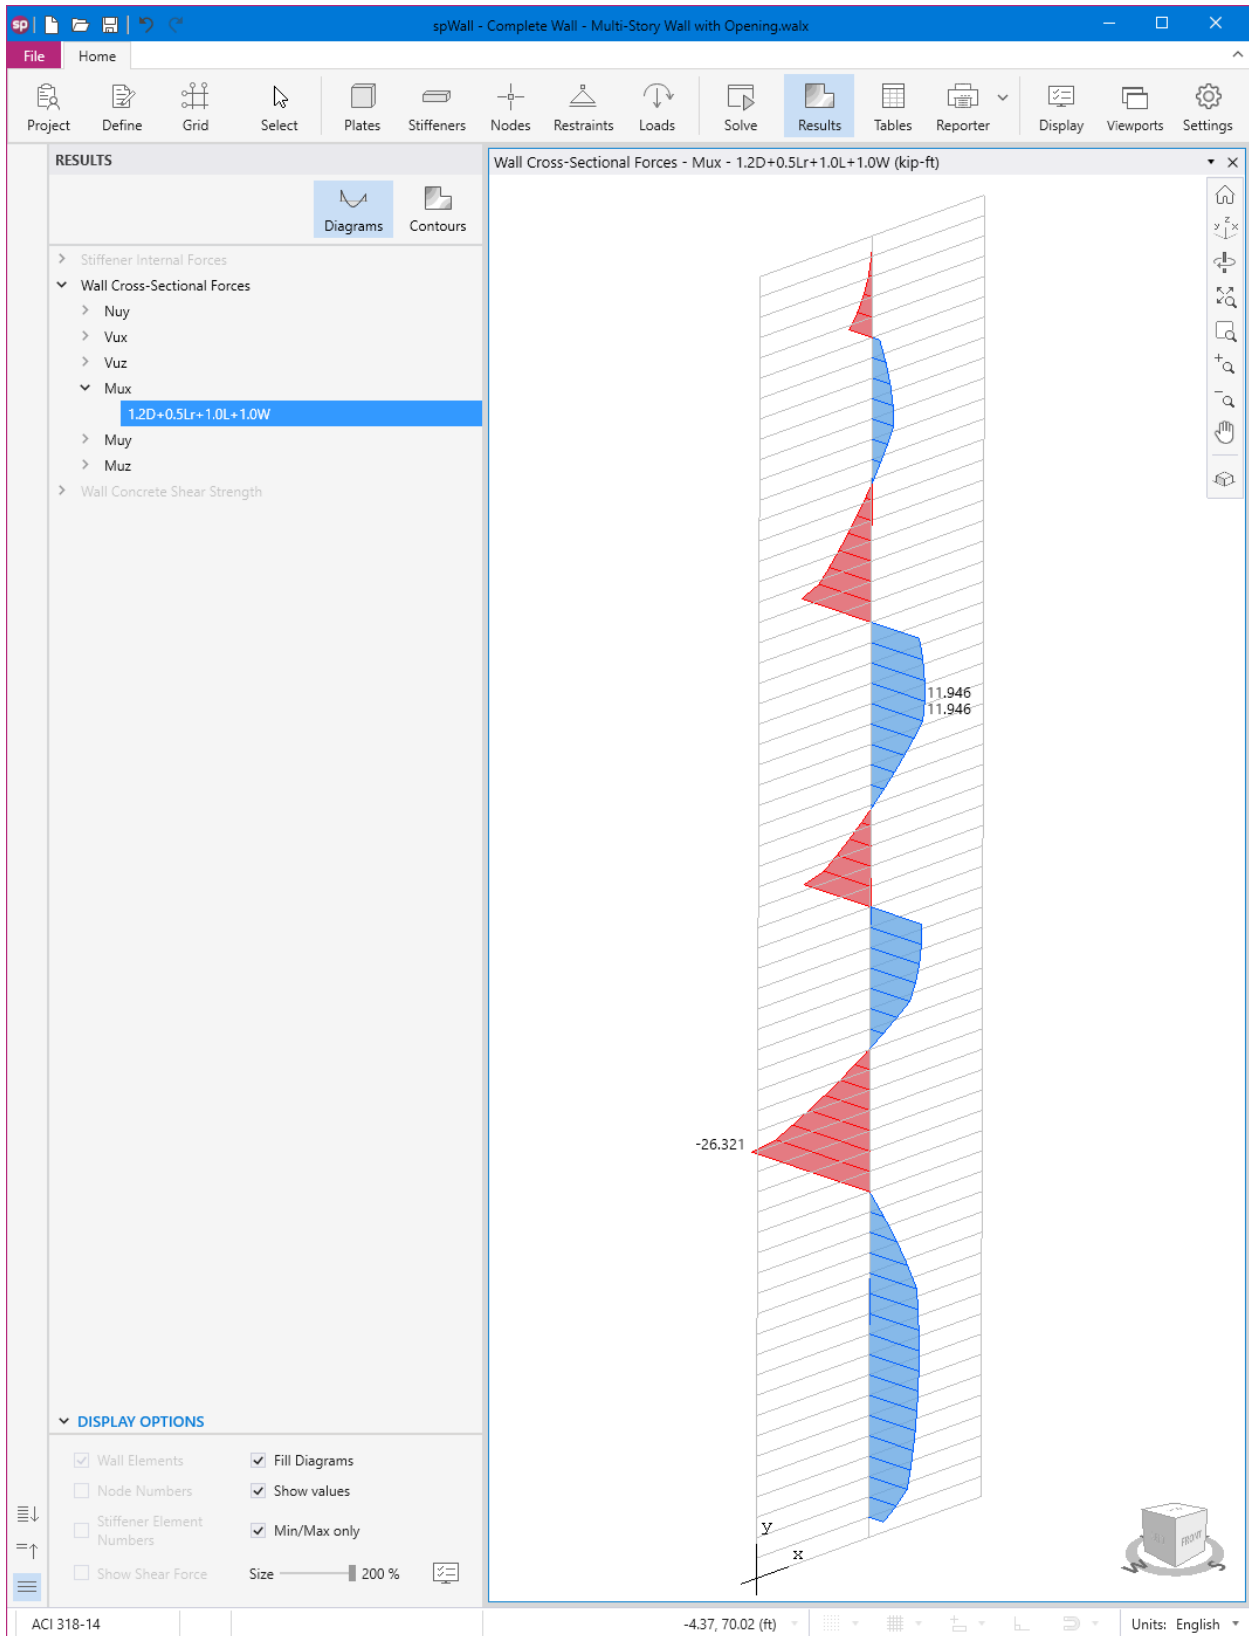 sp
spWall - Complete Wall - Multi-Story Wall with Opening.walx
File
Home
Project
Define
Grid
Select
Plates
Stiffeners
Nodes
Restraints
Loads
Solve
Results
Tables
Reporter
Display
Viewports
Settings
RESULTS
Diagrams
Contours
Stiffener Internal Forces
Wall Cross-Sectional Forces
Nuy
Vux
Vuz
Mux
1.2D+0.5Lr+1.0L+1.0W
Muy
Muz
Wall Concrete Shear Strength
Wall Cross-Sectional Forces - Mux - 1.2D+0.5Lr+1.0L+1.0W (kip-ft)
y z x
11.946
11.946
-26.321
y
x
FRONT
W
S
DISPLAY OPTIONS
Wall Elements
Fill Diagrams
Node Numbers
Show values
Stiffener Element
Numbers
Min/Max only
Show Shear Force
Size
200 %
ACI 318-14
-4.37, 70.02 (ft)
Units: English